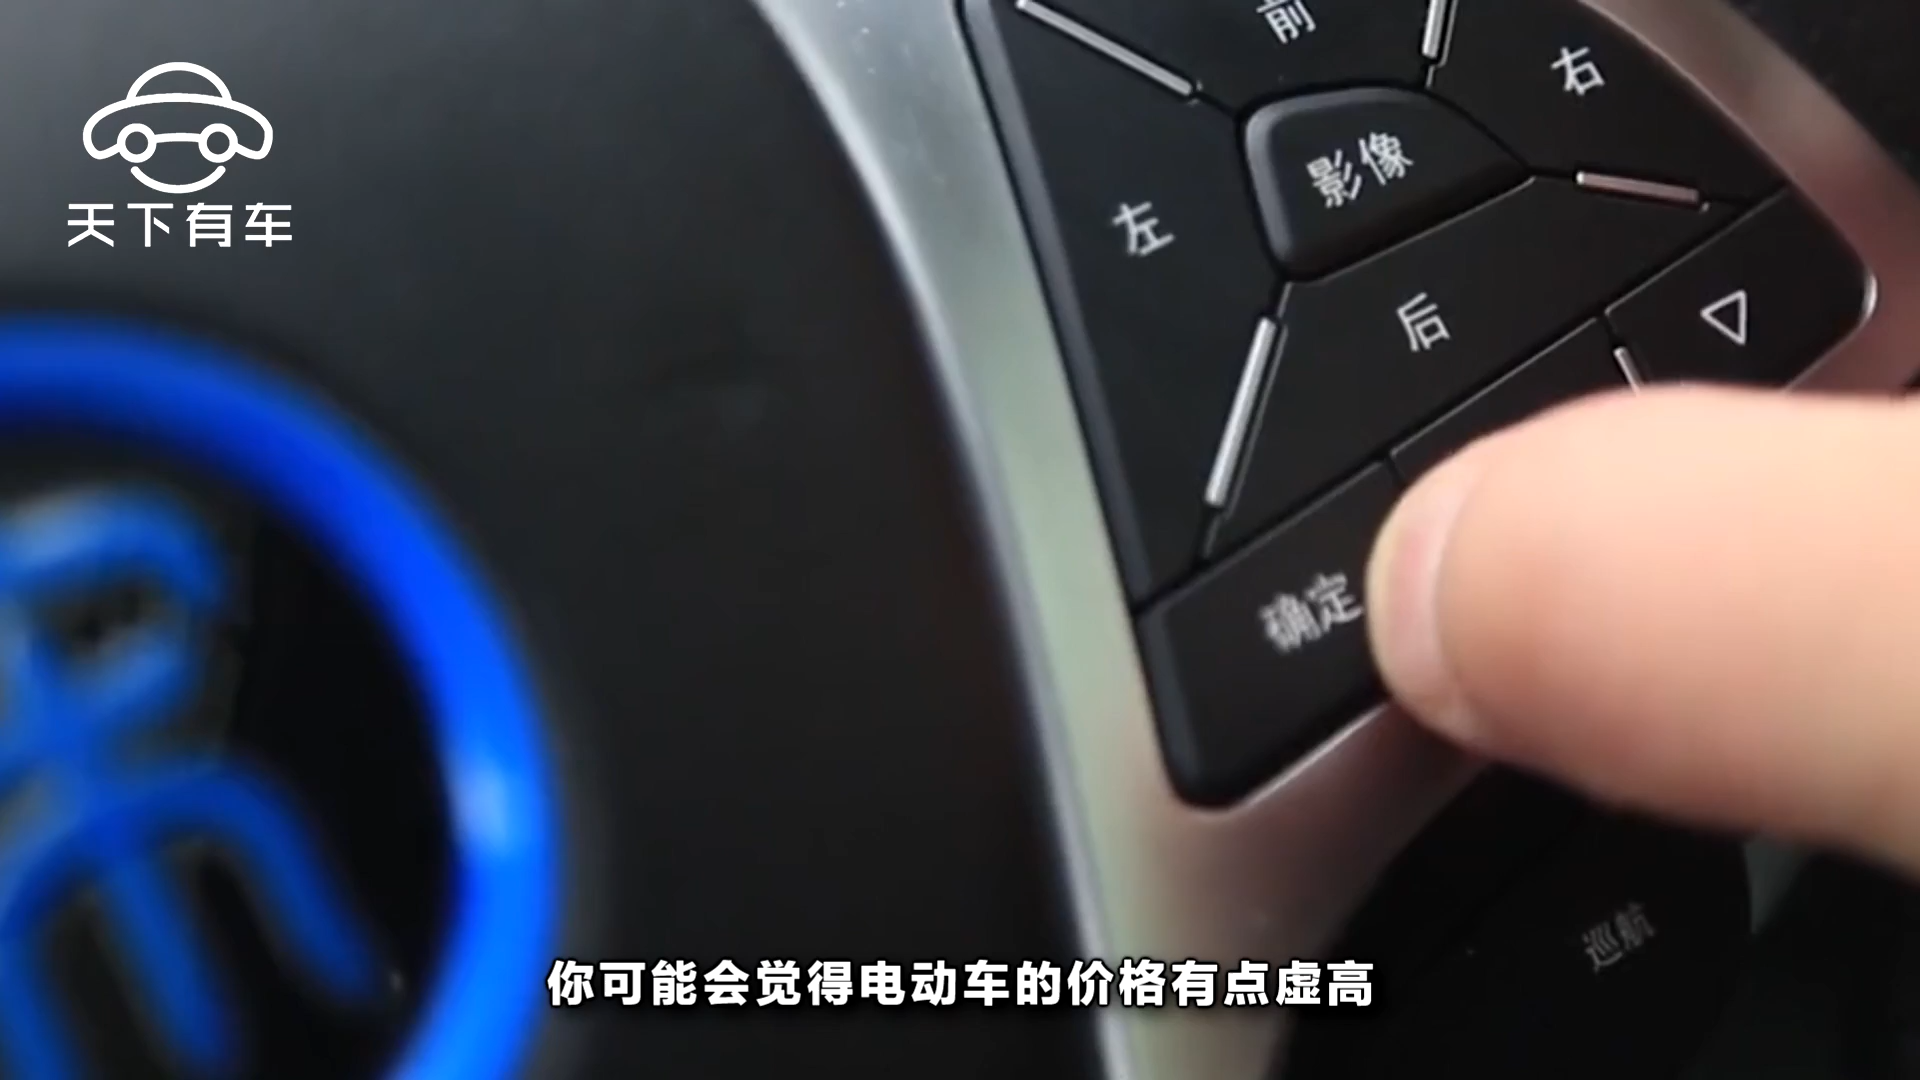 天下有车
前
右
影像
左
后
确定
巡航
你可能会觉得电动车的价格有点虚高